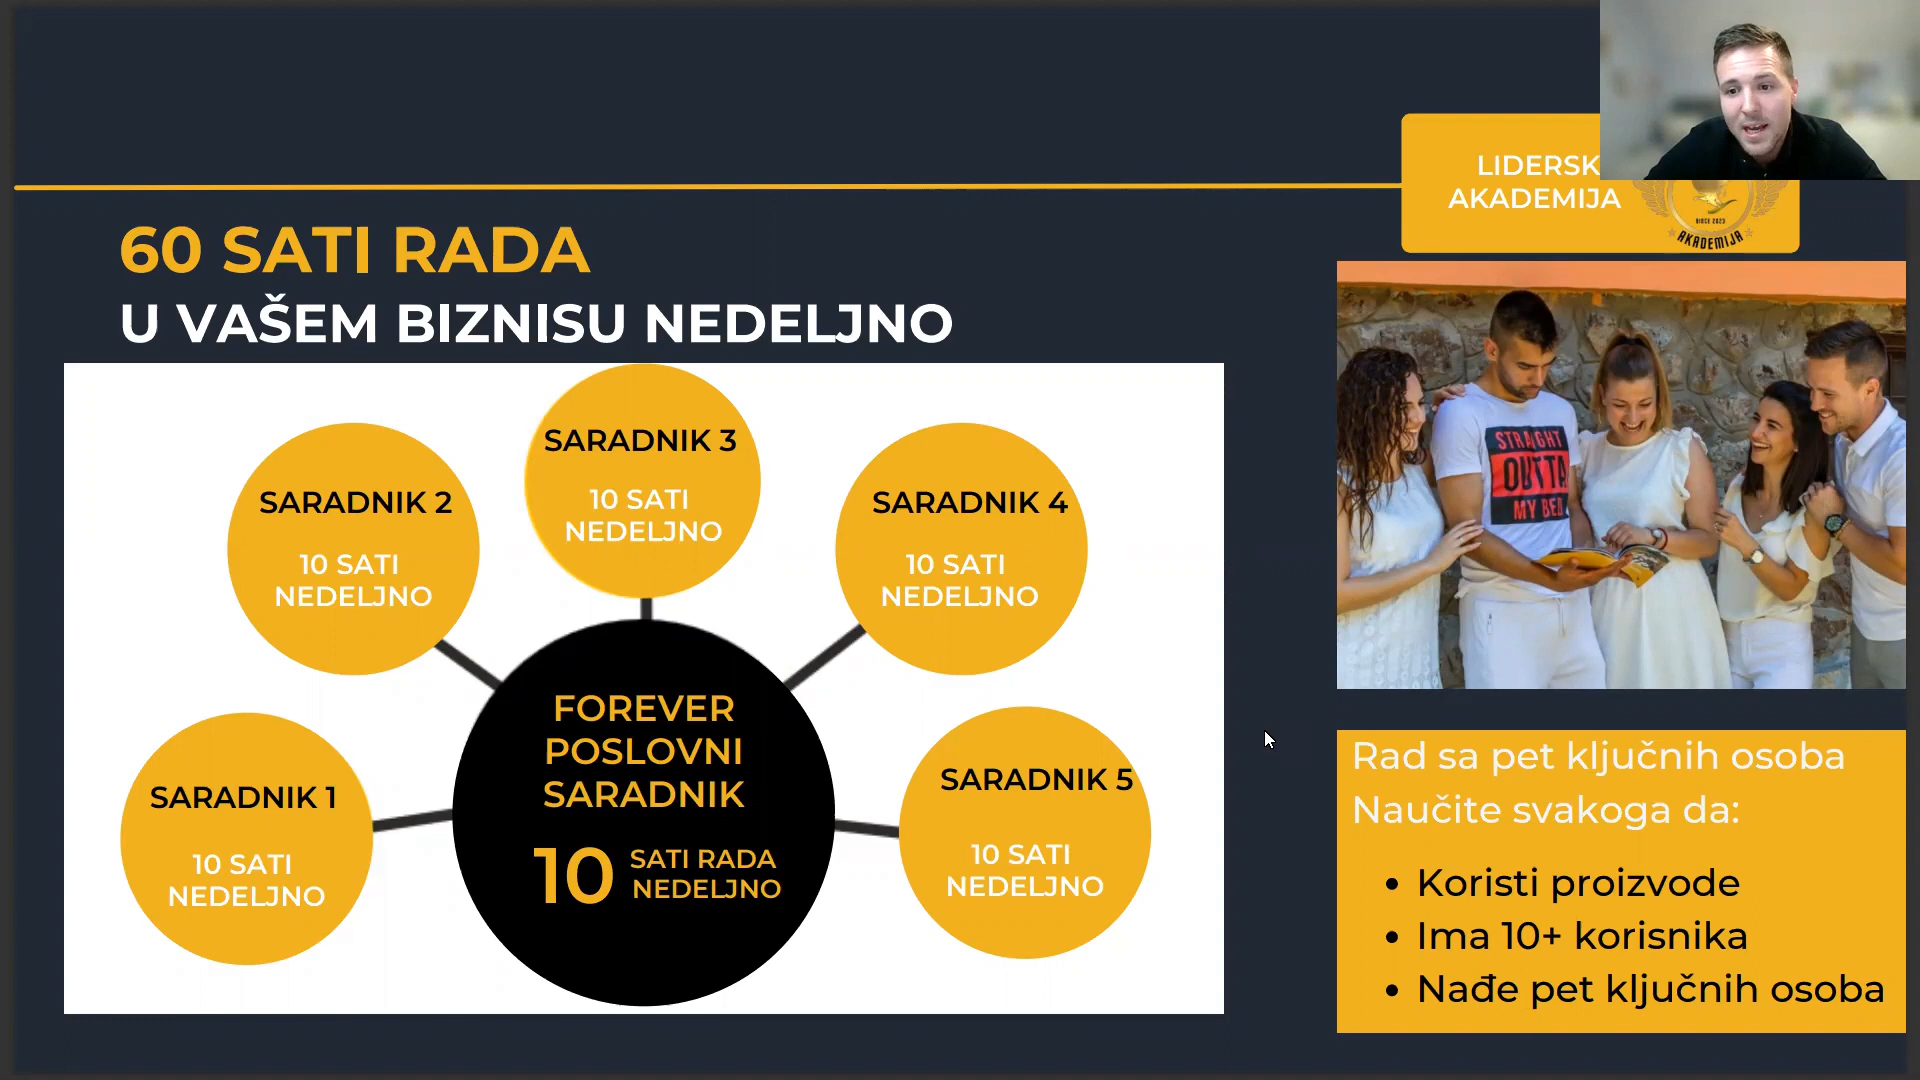 60 SATI RADA
U VAŠEM BIZNISU NEDELJNO
LIDERSK
AKADEMIJA
SINCE 2023
AKADEMIJA
SARADNIK 1
10 SATI
NEDELJNO
SARADNIK 2
10 SATI
NEDELJNO
SARADNIK 3
10 SATI
NEDELJNO
SARADNIK 4
10 SATI
NEDELJNO
SARADNIK 5
10 SATI
NEDELJNO
FOREVER
POSLOVNI
SARADNIK
10 SATI RADA
NEDELJNO
STRAIGHT
OUTTA
MY BED
Rad sa pet ključnih osoba
Naučite svakoga da:
• Koristi proizvode
• Ima 10+ korisnika
• Nađe pet ključnih osoba